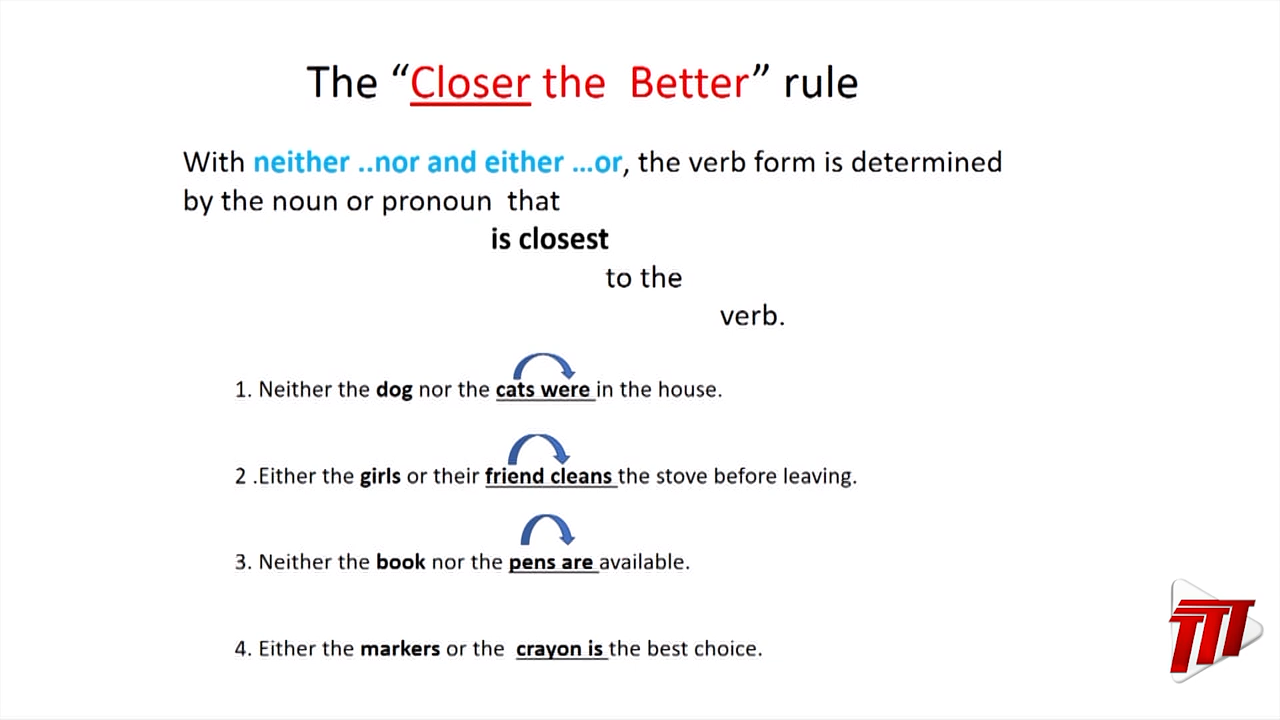 The “Closer the Better” rule
With neither ..nor and either ...or, the verb form is determined
by the noun or pronoun that
is closest
to the
verb.
1. Neither the dog nor the cats were in the house.
2 .Either the girls or their friend cleans the stove before leaving.
3. Neither the book nor the pens are available.
4. Either the markers or the crayon is the best choice.
TTT